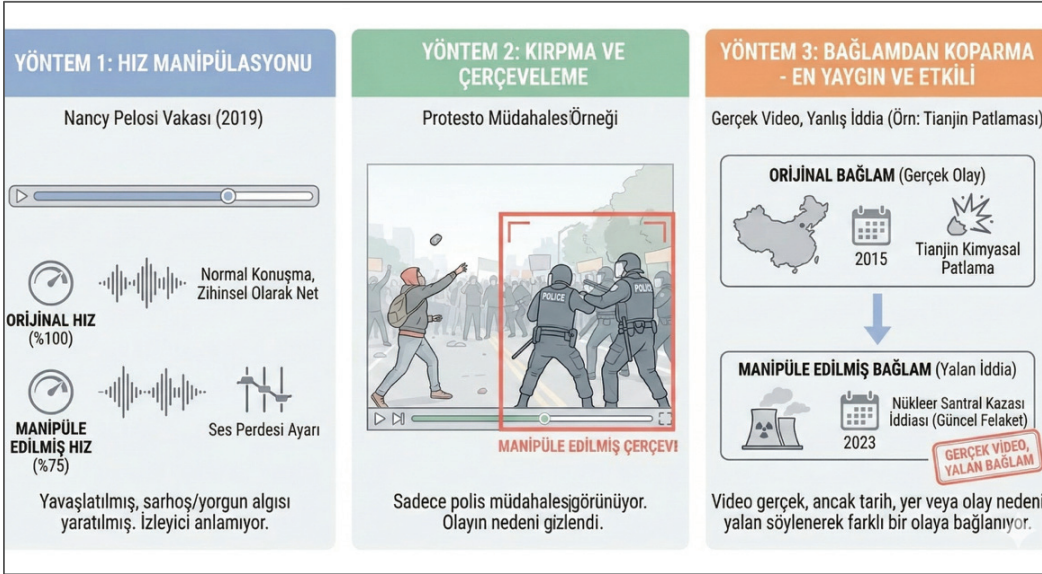 YÖNTEM 1: HIZ MANİPÜLASYONU
Nancy Pelosi Vakası (2019)
Normal Konuşma,
Zihinsel Olarak Net
ORİJİNAL HIZ
(%100)
Ses Perdesi Ayarı
MANİPÜLE
EDİLMİŞ HIZ
(%75)
Yavaşlatılmış, sarhoş/yorgun algısı
yaratılmış. İzleyici anlamıyor.
YÖNTEM 2: KIRPMA VE
ÇERÇEVELEME
Protesto Müdahales Örneği
POLICE
POLIC
MANİPÜLE EDİLMİŞ ÇERÇEVI
Sadece polis müdahales görünüyor.
Olayın nedeni gizlendi.
YÖNTEM 3: BAĞLAMDAN KOPARMA
- EN YAYGIN VE ETKİLİ
Gerçek Video, Yanlış İddia (Örn: Tianjin Patlaması)
ORİJİNAL BAĞLAM (Gerçek Olay)
2015
Tianjin Kimyasal
Patlama
MANİPÜLE EDİLMİŞ BAĞLAM (Yalan İddia)
2023
Nükleer Santral Kazası
İddiası (Güncel Felaket)
GERÇEK VİDEO,
YALAN BAĞLAM
Video gerçek, ancak tarih, yer veya olay nedeni
yalan söylenerek farklı bir olaya bağlanıyor.